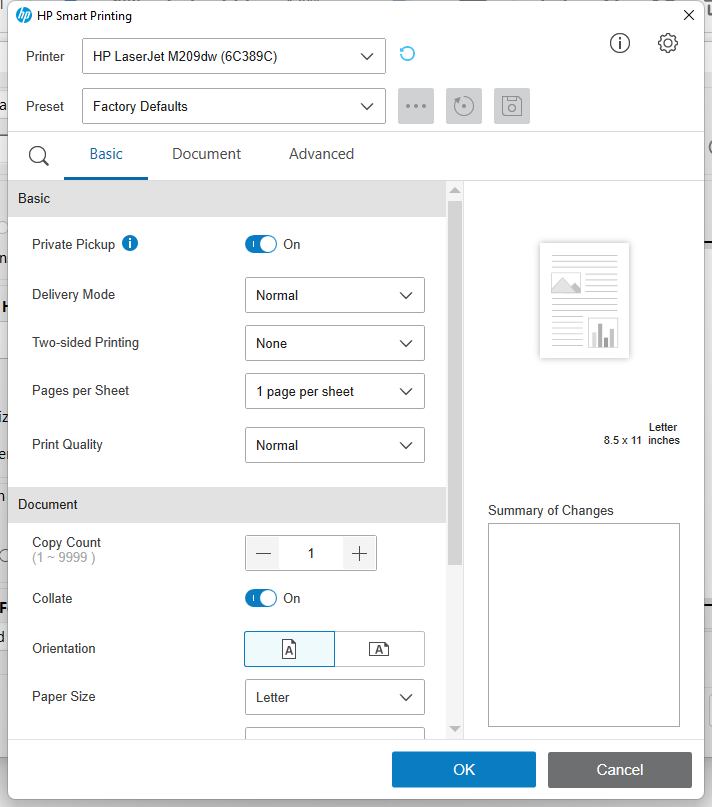 HP Smart Printing
Printer HP LaserJet M209dw (6C389C)
Preset Factory Defaults
Basic Document Advanced
Basic
Private Pickup On
Delivery Mode Normal
Two-sided Printing None
Pages per Sheet 1 page per sheet
Print Quality Normal
Document
Copy Count
(1 ~ 9999 )
1
Collate On
Orientation A A
Paper Size Letter
Letter
8.5 x 11 inches
Summary of Changes
OK Cancel